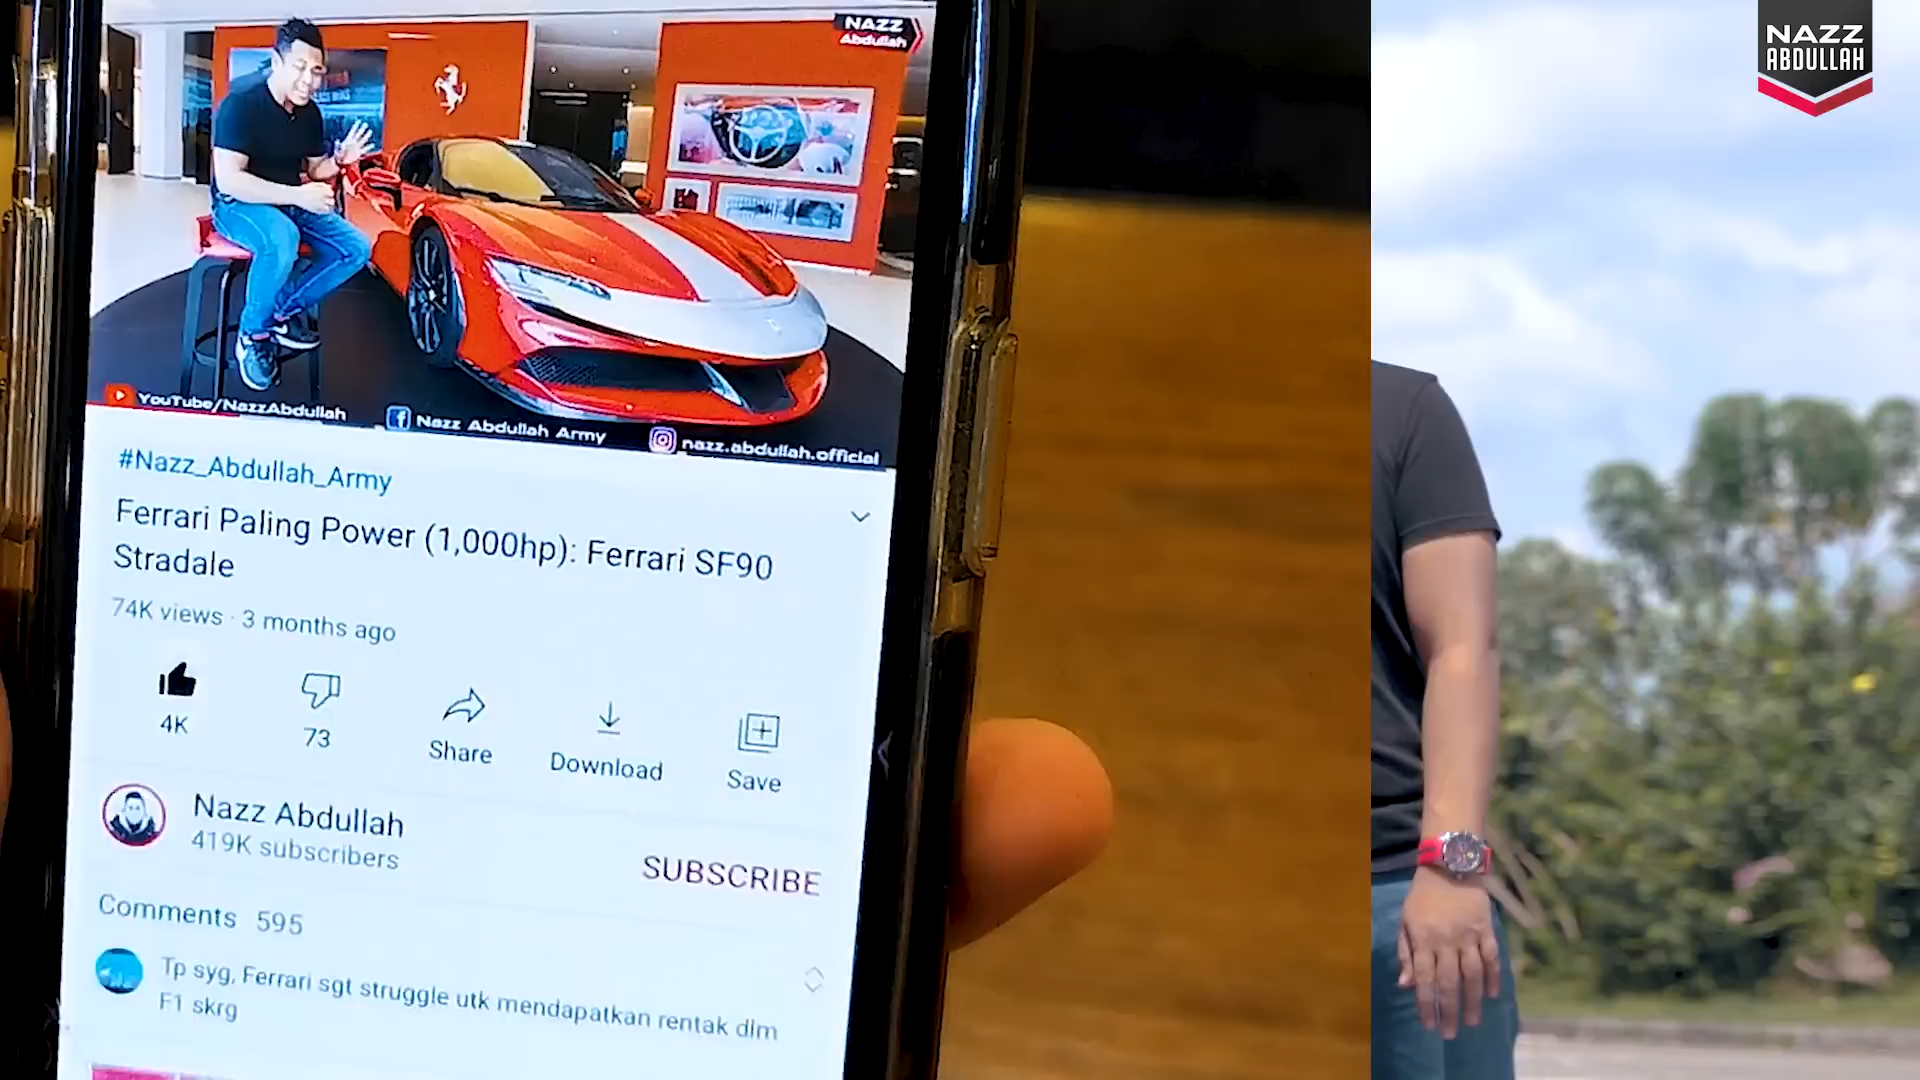 NAZZ
Abdullah
YouTube/NazzAbdullah
Nazz Abdullah Army
nazz.abdullah.official
#Nazz_Abdullah_Army
Ferrari Paling Power (1,000hp): Ferrari SF90
Stradale
74K views · 3 months ago
4K
73
Share
Download
Save
Nazz Abdullah
419K subscribers
SUBSCRIBE
Comments 595
Tp syg, Ferrari sgt struggle utk mendapatkan rentak dlm
F1 skrg
NAZZ
ABDULLAH